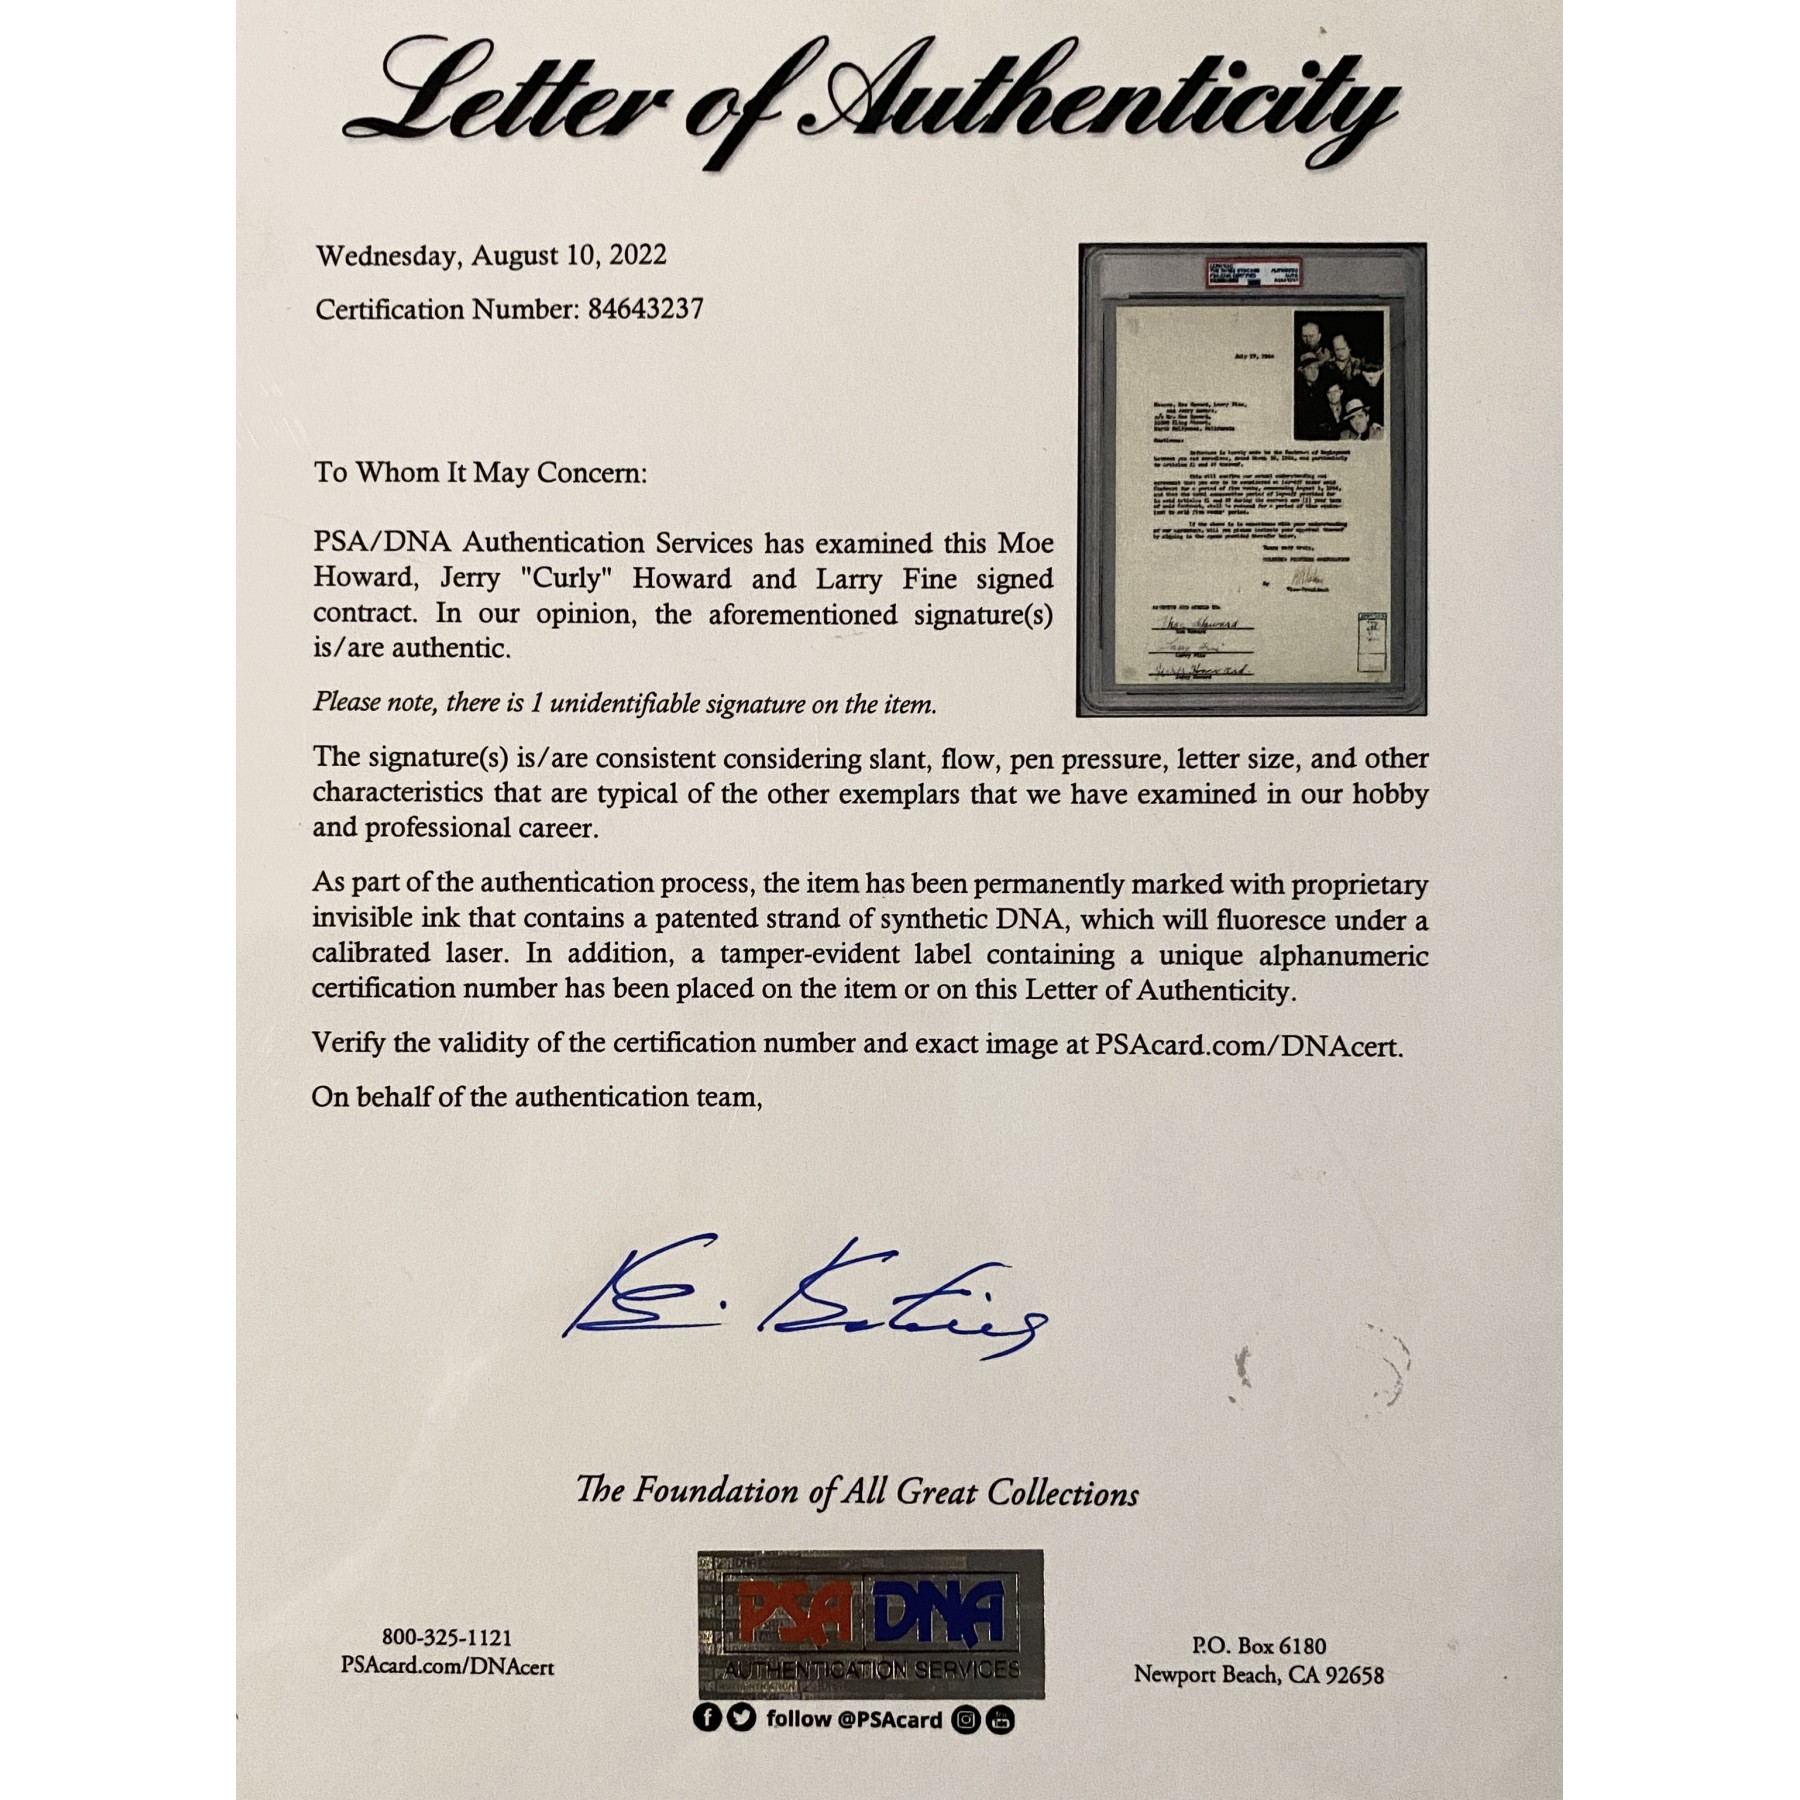 Letter of Authenticity
Wednesday, August 10, 2022
Certification Number: 84643237
To Whom It May Concern:
PSA/DNA Authentication Services has examined this Moe
Howard, Jerry "Curly" Howard and Larry Fine signed
contract. In our opinion, the aforementioned signature(s)
is/are authentic.
Please note, there is 1 unidentifiable signature on the item.
The signature(s) is/are consistent considering slant, flow, pen pressure, letter size, and other
characteristics that are typical of the other exemplars that we have examined in our hobby
and professional career.
As part of the authentication process, the item has been permanently marked with proprietary
invisible ink that contains a patented strand of synthetic DNA, which will fluoresce under a
calibrated laser. In addition, a tamper-evident label containing a unique alphanumeric
certification number has been placed on the item or on this Letter of Authenticity.
Verify the validity of the certification number and exact image at PSAcard.com/DNAcert.
On behalf of the authentication team,
The Foundation of All Great Collections
PSA DNA
AUTHENTICATION SERVICES
800-325-1121
PSAcard.com/DNAcert
P.O. Box 6180
Newport Beach, CA 92658
follow @PSAcard